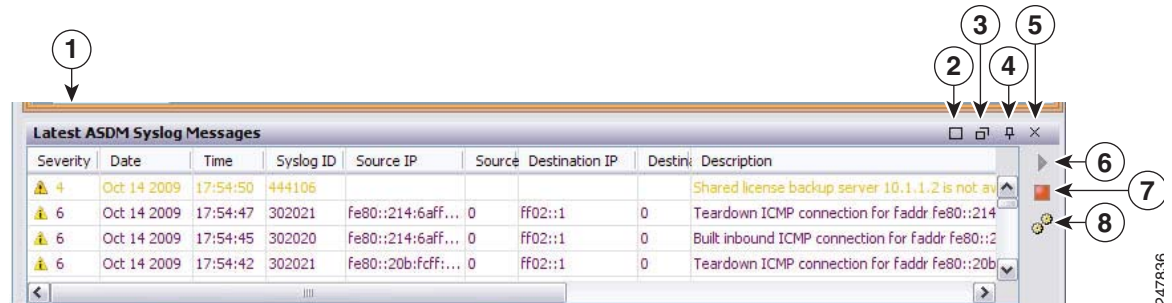 3 5
1 2 4
Latest ASDM Syslog Messages
Severity Date Time Syslog ID Source IP Source Destination IP Destina Description
4 Oct 14 2009 17:54:50 444106 Shared license backup server 10.1.1.2 is not av
6 Oct 14 2009 17:54:47 302021 fe80::214:6aff... 0 ff02::1 0 Teardown ICMP connection for faddr fe80::214
6 Oct 14 2009 17:54:45 302020 fe80::214:6aff... 0 ff02::1 0 Built inbound ICMP connection for faddr fe80::2
6 Oct 14 2009 17:54:42 302021 fe80::20b:fcff:... 0 ff02::1 0 Teardown ICMP connection for faddr fe80::20b
6
7
8
247836